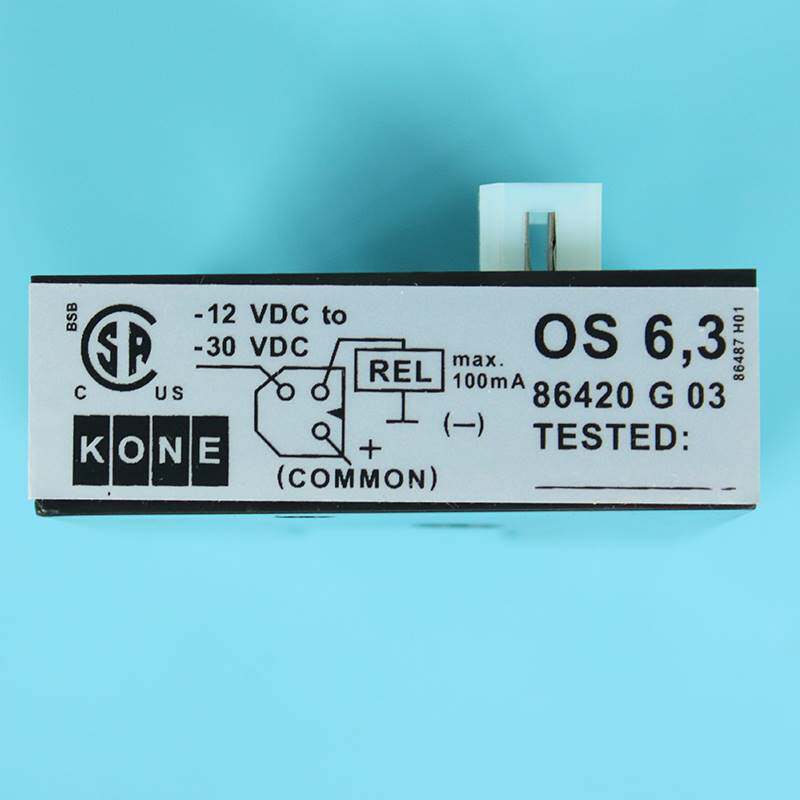 BSB
C US
KONE
-12 VDC to
-30 VDC
REL
max.
100mA
(—)
+
(COMMON)
OS 6,3
86420 G 03
TESTED:
86487 H01